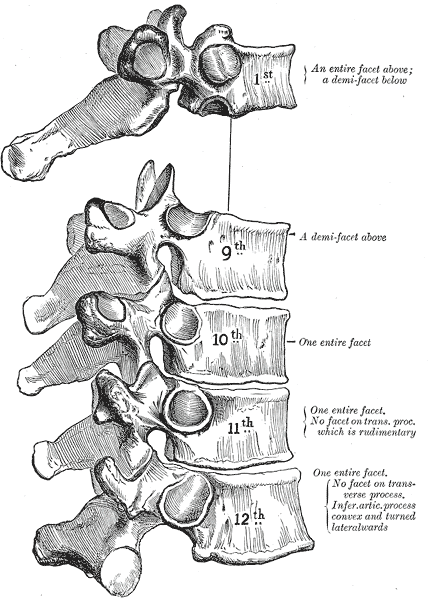 1st
An entire facet above;
a demi-facet below
9th
A demi-facet above
10th
One entire facet
11th
One entire facet.
No facet on trans. proc.
which is rudimentary
12th
One entire facet.
No facet on trans-
verse process.
Infer. artic. process
convex and turned
lateralwards